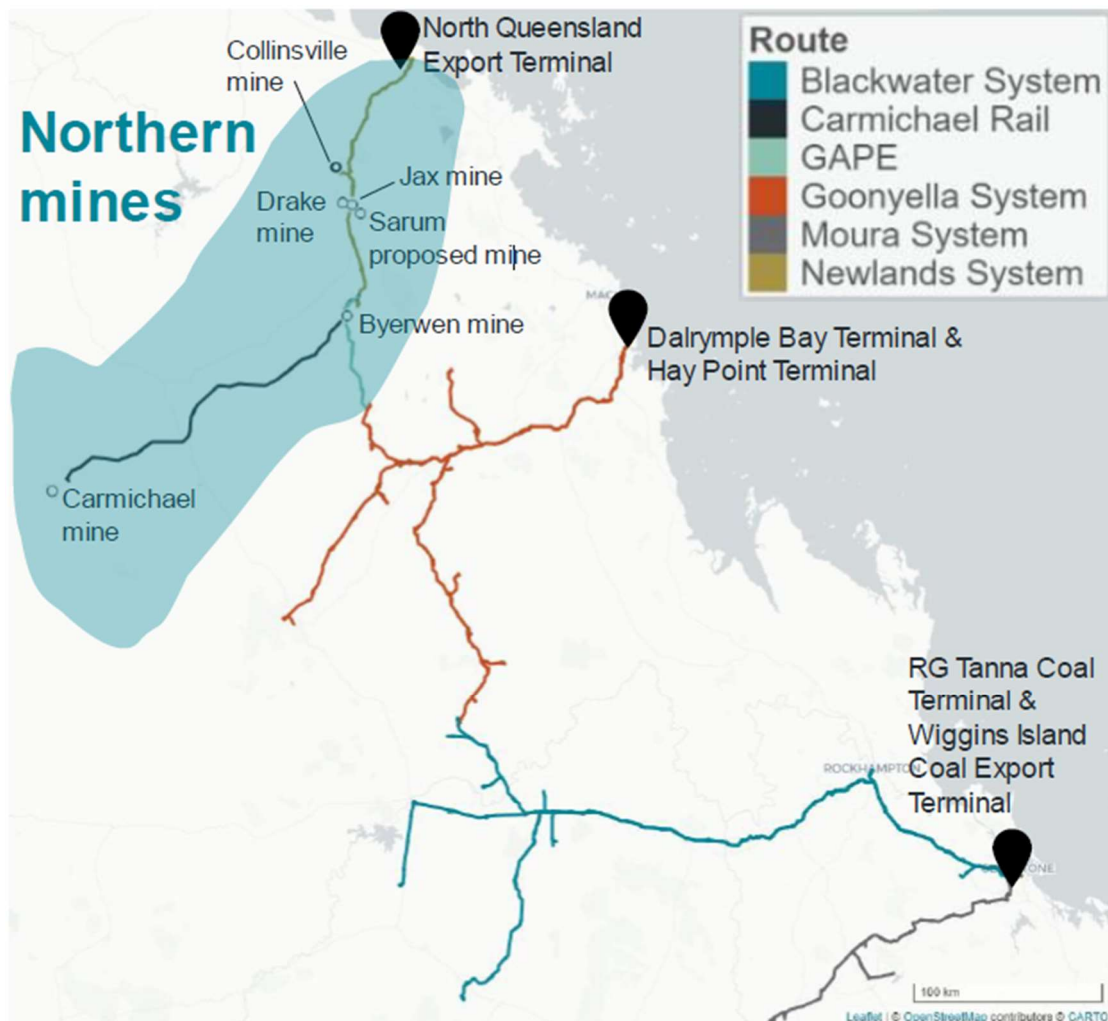 North Queensland
Export Terminal
Collinsville
mine
Northern
mines
Jax mine
Drake
mine
Sarum
proposed mine
Byerwen mine
Carmichael
mine
Route
Blackwater System
Carmichael Rail
GAPE
Goonyella System
Moura System
Newlands System
MAC
Dalrymple Bay Terminal &
Hay Point Terminal
RG Tanna Coal
Terminal &
Wiggins Island
Coal Export
Terminal
ROCKHAMPTON
ONE
100 km
Leaflet | © OpenStreetMap contributors © CARTO